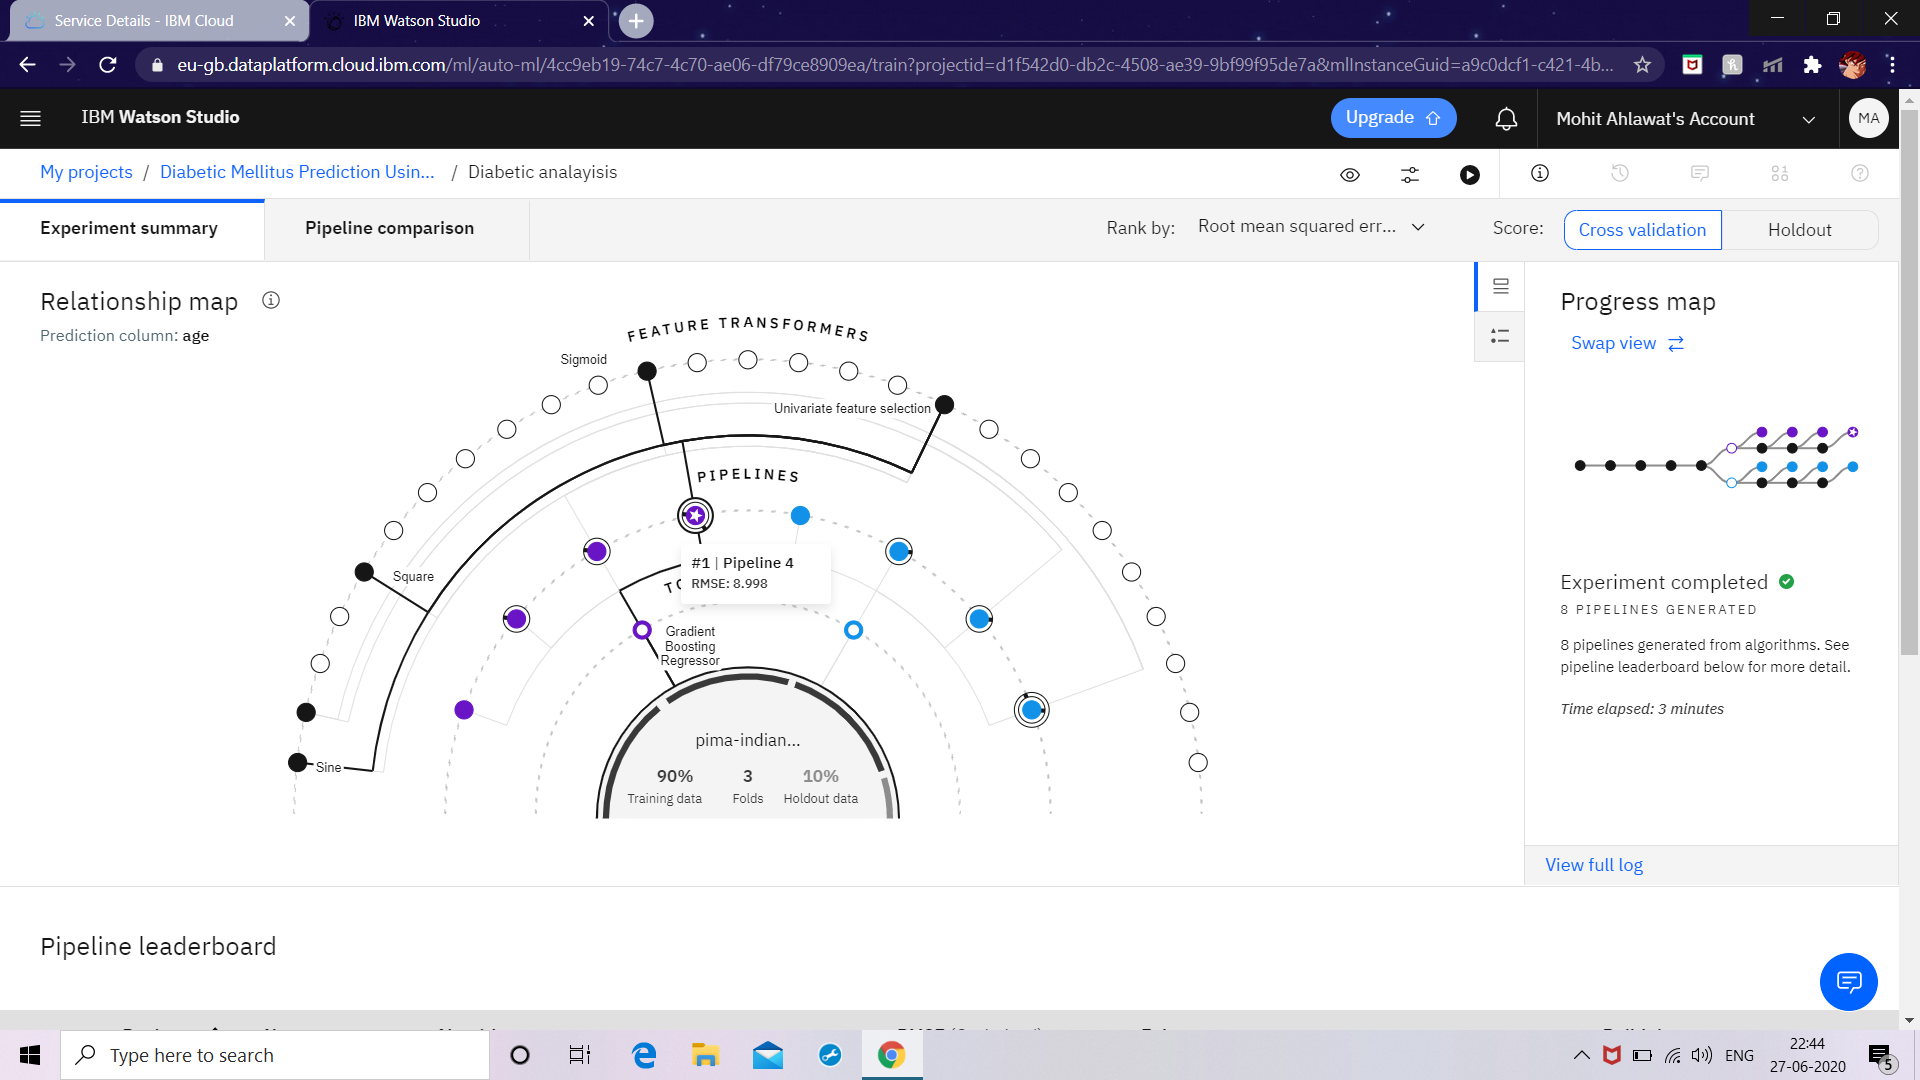 Service Details - IBM Cloud
IBM Watson Studio
eu-gb.dataplatform.cloud.ibm.com/ml/auto-ml/4cc9eb19-74c7-4c70-ae06-df79ce8909ea/train?projectid=d1f542d0-db2c-4508-ae39-9bf99f95de7a&mlInstanceGuid=a9c0dcf1-c421-4b...
IBM Watson Studio
Upgrade
Mohit Ahlawat's Account
MA
My projects / Diabetic Mellitus Prediction Usin... / Diabetic analayisis
Experiment summary
Pipeline comparison
Rank by: Root mean squared err...
Score: Cross validation Holdout
Relationship map
Prediction column: age
FEATURE TRANSFORMERS
Sigmoid
Univariate feature selection
PIPELINES
Square
#1 | Pipeline 4
RMSE: 8.998
Gradient
Boosting
Regressor
Sine
pima-indian...
90% 3 10%
Training data Folds Holdout data
Progress map
Swap view
Experiment completed
8 PIPELINES GENERATED
8 pipelines generated from algorithms. See
pipeline leaderboard below for more detail.
Time elapsed: 3 minutes
View full log
Pipeline leaderboard
Type here to search
ENG
22:44
27-06-2020
5